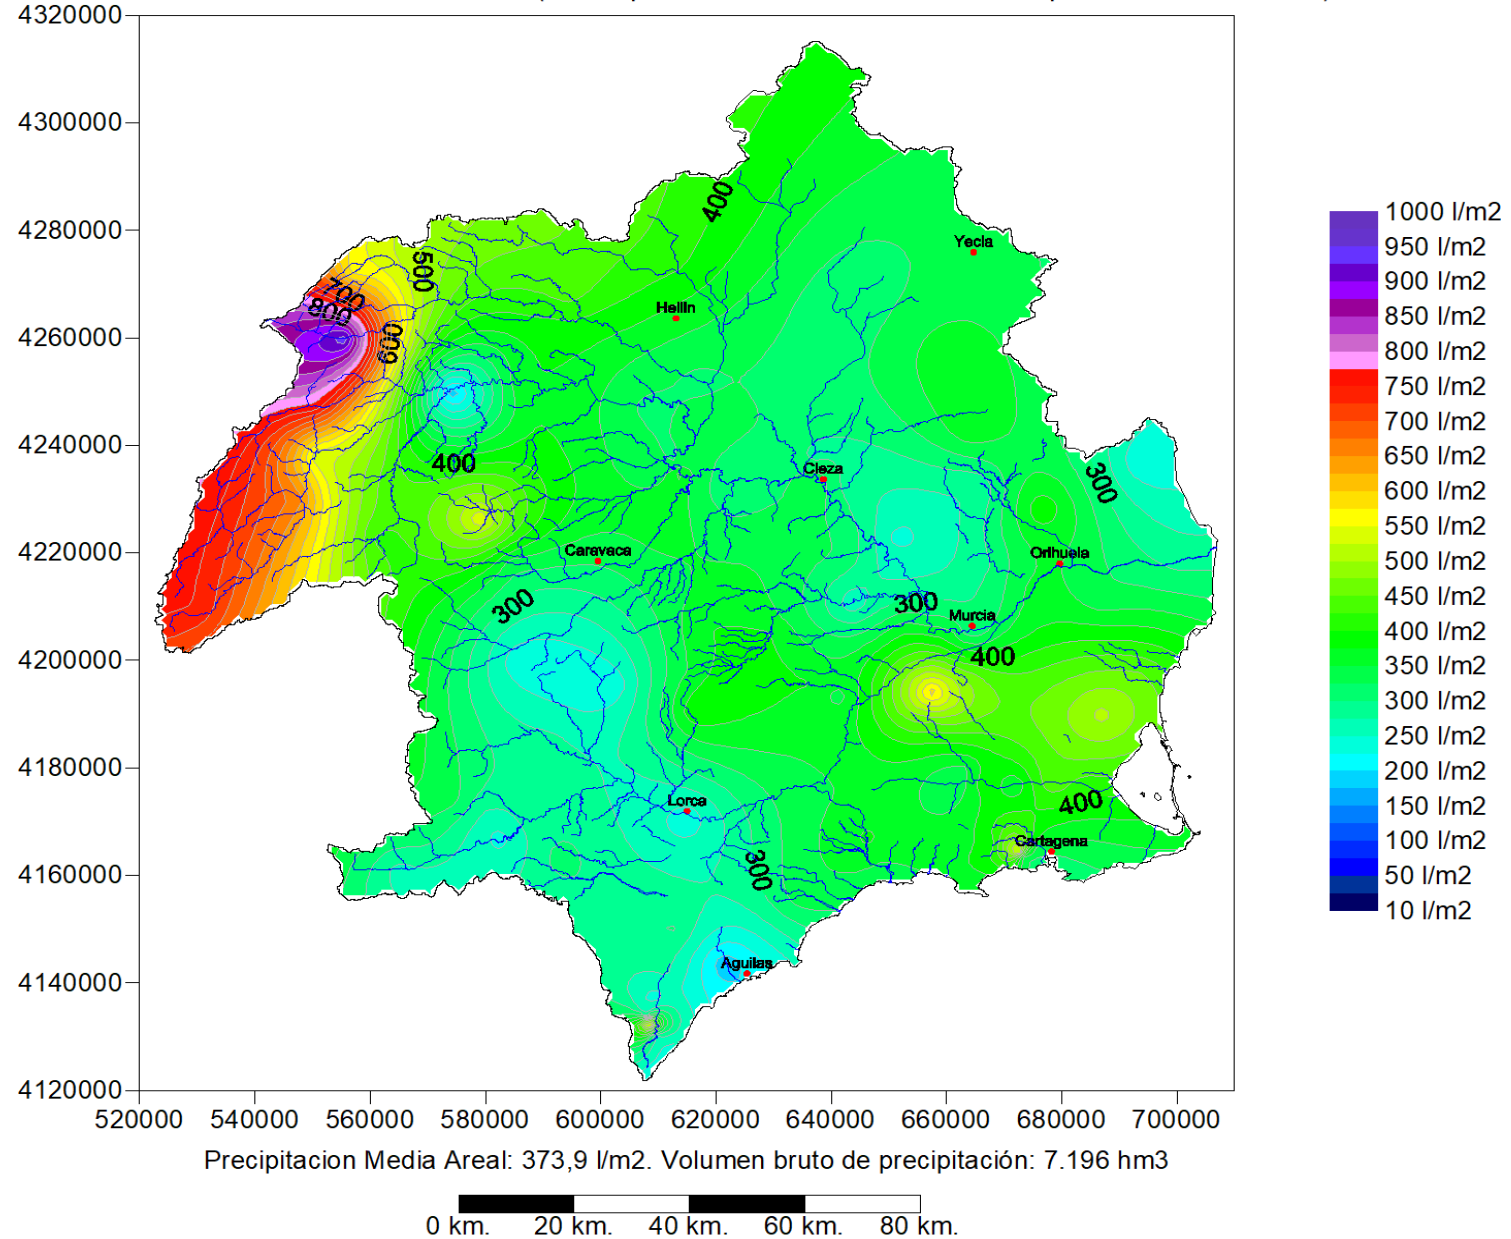 4320000
4300000
4280000
4260000
4240000
4220000
4200000
4180000
4160000
4140000
4120000
520000 540000 560000 580000 600000 620000 640000 660000 680000 700000
400
500
700
800
600
400
300
300
300
400
400
300
Yecla
Hellin
Cieza
Caravaca
Orihuela
Murcia
Lorca
Cartagena
Aguilas
1000 l/m2
950 l/m2
900 l/m2
850 l/m2
800 l/m2
750 l/m2
700 l/m2
650 l/m2
600 l/m2
550 l/m2
500 l/m2
450 l/m2
400 l/m2
350 l/m2
300 l/m2
250 l/m2
200 l/m2
150 l/m2
100 l/m2
50 l/m2
10 l/m2
Precipitacion Media Areal: 373,9 l/m2. Volumen bruto de precipitación: 7.196 hm3
0 km. 20 km. 40 km. 60 km. 80 km.